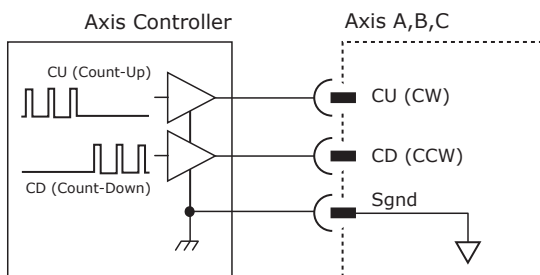 Axis Controller
Axis A,B,C
CU (Count-Up)
CU (CW)
CD (CCW)
CD (Count-Down)
Sgnd